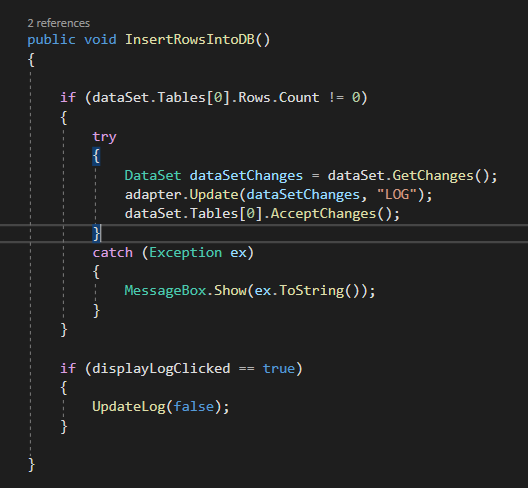 2 references
public void InsertRowsIntoDB()
{
if (dataSet.Tables[0].Rows.Count != 0)
{
try
{
DataSet dataSetChanges = dataSet.GetChanges();
adapter.Update(dataSetChanges, "LOG");
dataSet.Tables[0].AcceptChanges();
}
catch (Exception ex)
{
MessageBox.Show(ex.ToString());
}
}
if (displayLogClicked == true)
{
UpdateLog(false);
}
}